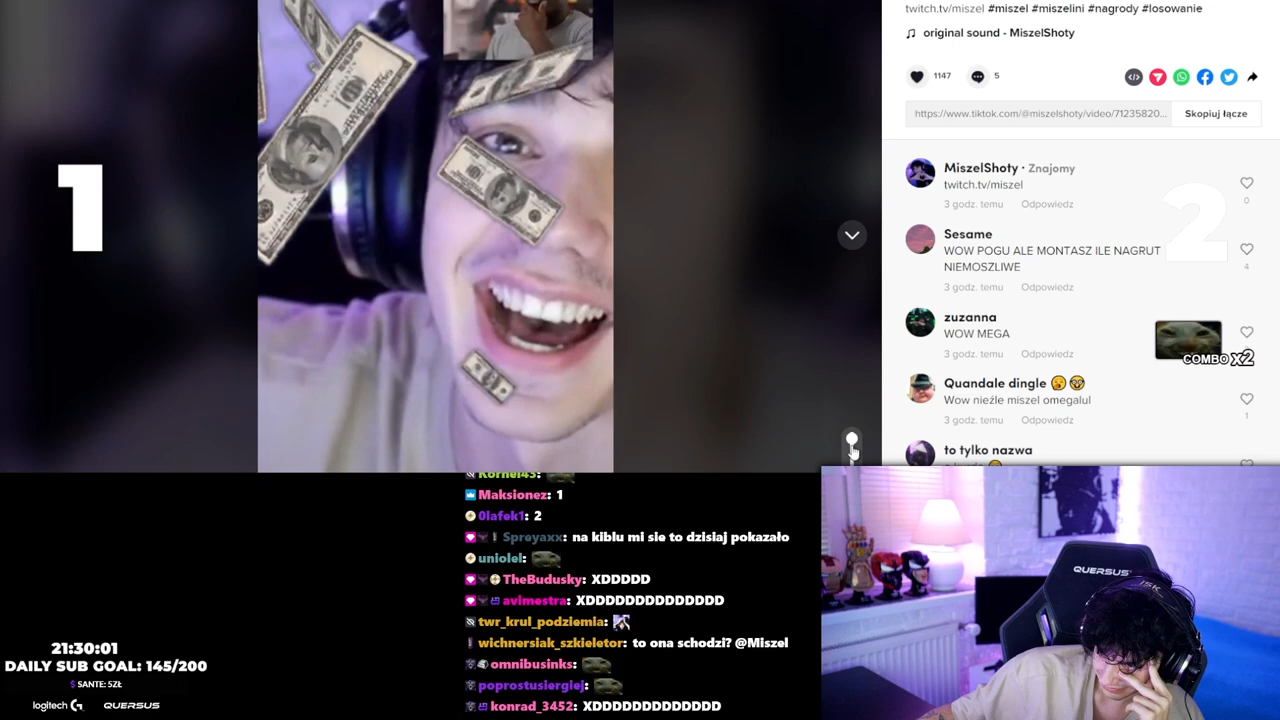 twitch.tv/miszel #miszel #miszelini #nagrody #losowanie
original sound - MiszelShoty
1147
5
https://www.tiktok.com/@miszelshoty/video/71235820...
Skopiuj łącze
1
2
MiszelShoty · Znajomy
twitch.tv/miszel
3 godz. temu Odpowiedz
0
Sesame
WOW POGU ALE MONTASZ ILE NAGRUT
NIEMOSZLIWE
3 godz. temu Odpowiedz
4
zuzanna
WOW MEGA
3 godz. temu Odpowiedz
COMBO x2
Quandale dingle
Wow nieźle miszel omegalul
3 godz. temu Odpowiedz
1
to tylko nazwa
Kornel43:
Maksionez: 1
0lafek1: 2
Spreyaxx: na kiblu mi sie to dzisiaj pokazało
uniolel:
TheBudusky: XDDDDD
avimestra: XDDDDDDDDDDDDDD
twr_krul_podziemia:
wichnersiak_szkieletor: to ona schodzi? @Miszel
omnibusinks:
poprostusiergiej:
konrad_3452: XDDDDDDDDDDDDD
21:30:01
DAILY SUB GOAL: 145/200
$ SANTE: 5ZŁ
logitech G QUERSUS
QUERSUS